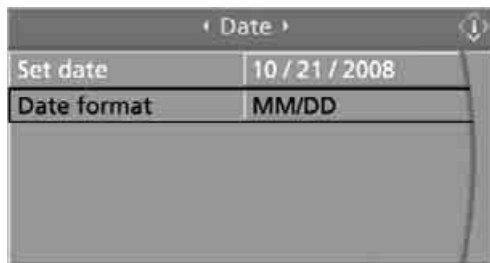 Date
Set date 10 / 21 / 2008
Date format MM/DD